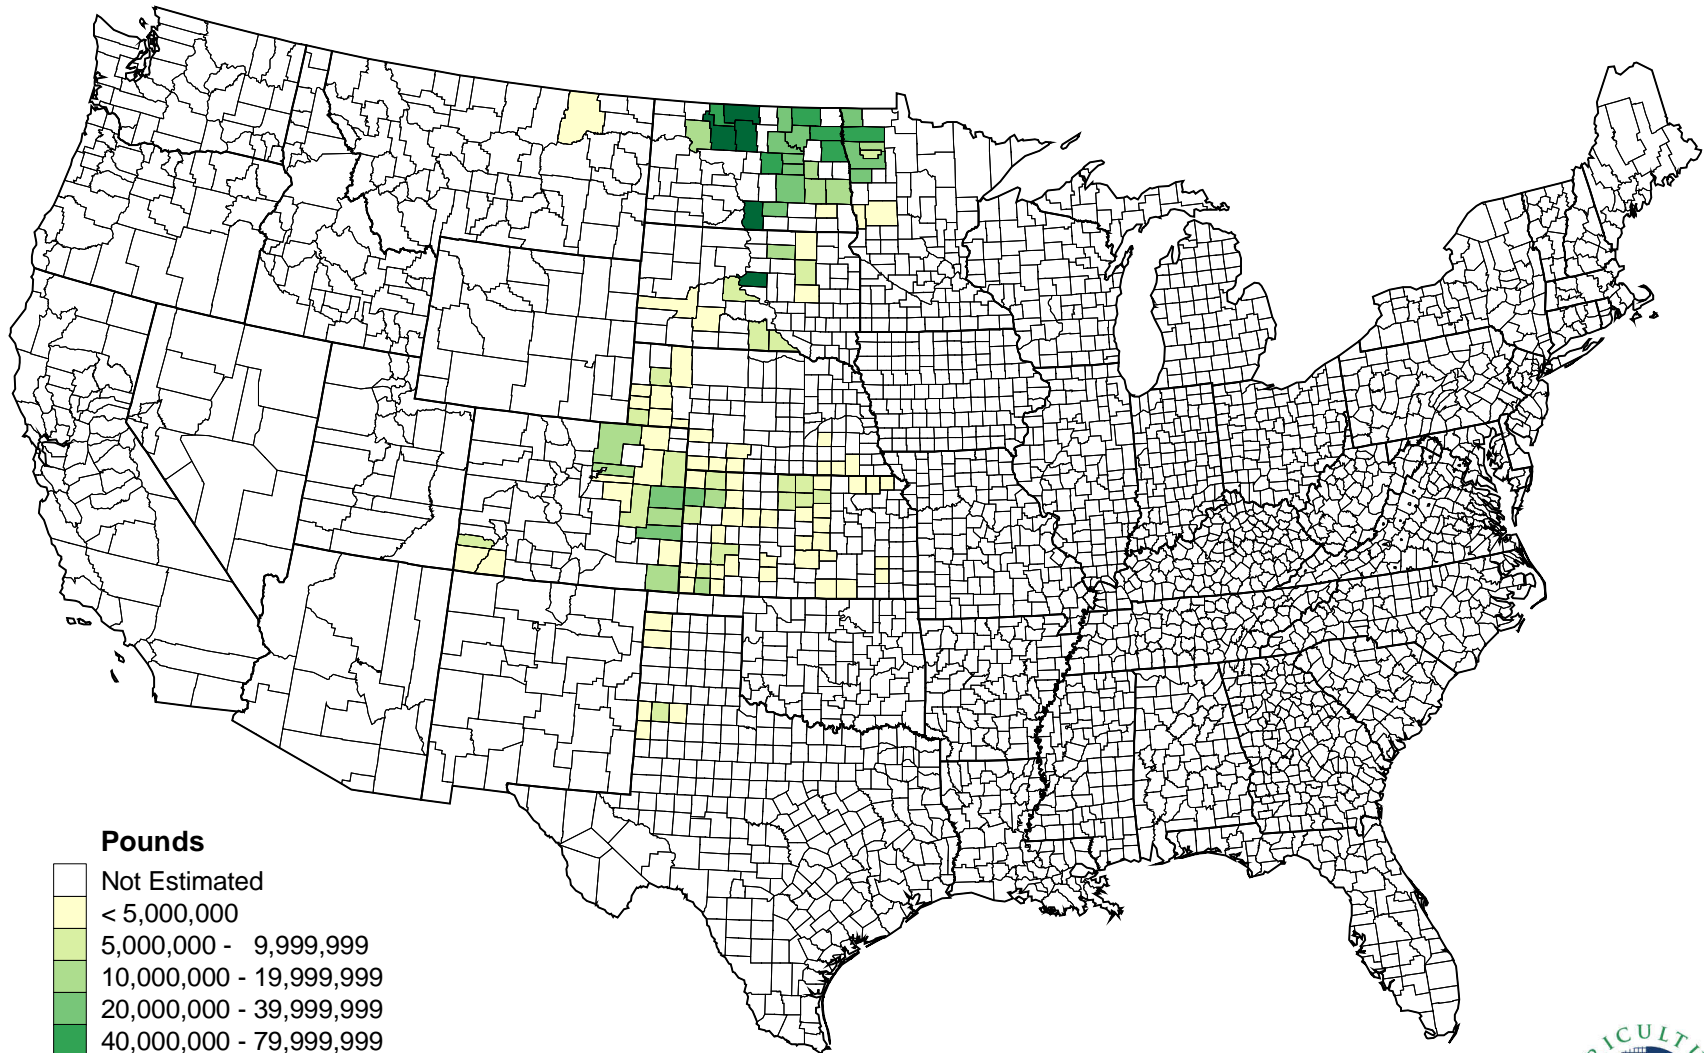 Pounds
Not Estimated
< 5,000,000
5,000,000 - 9,999,999
10,000,000 - 19,999,999
20,000,000 - 39,999,999
40,000,000 - 79,999,999
RICULT